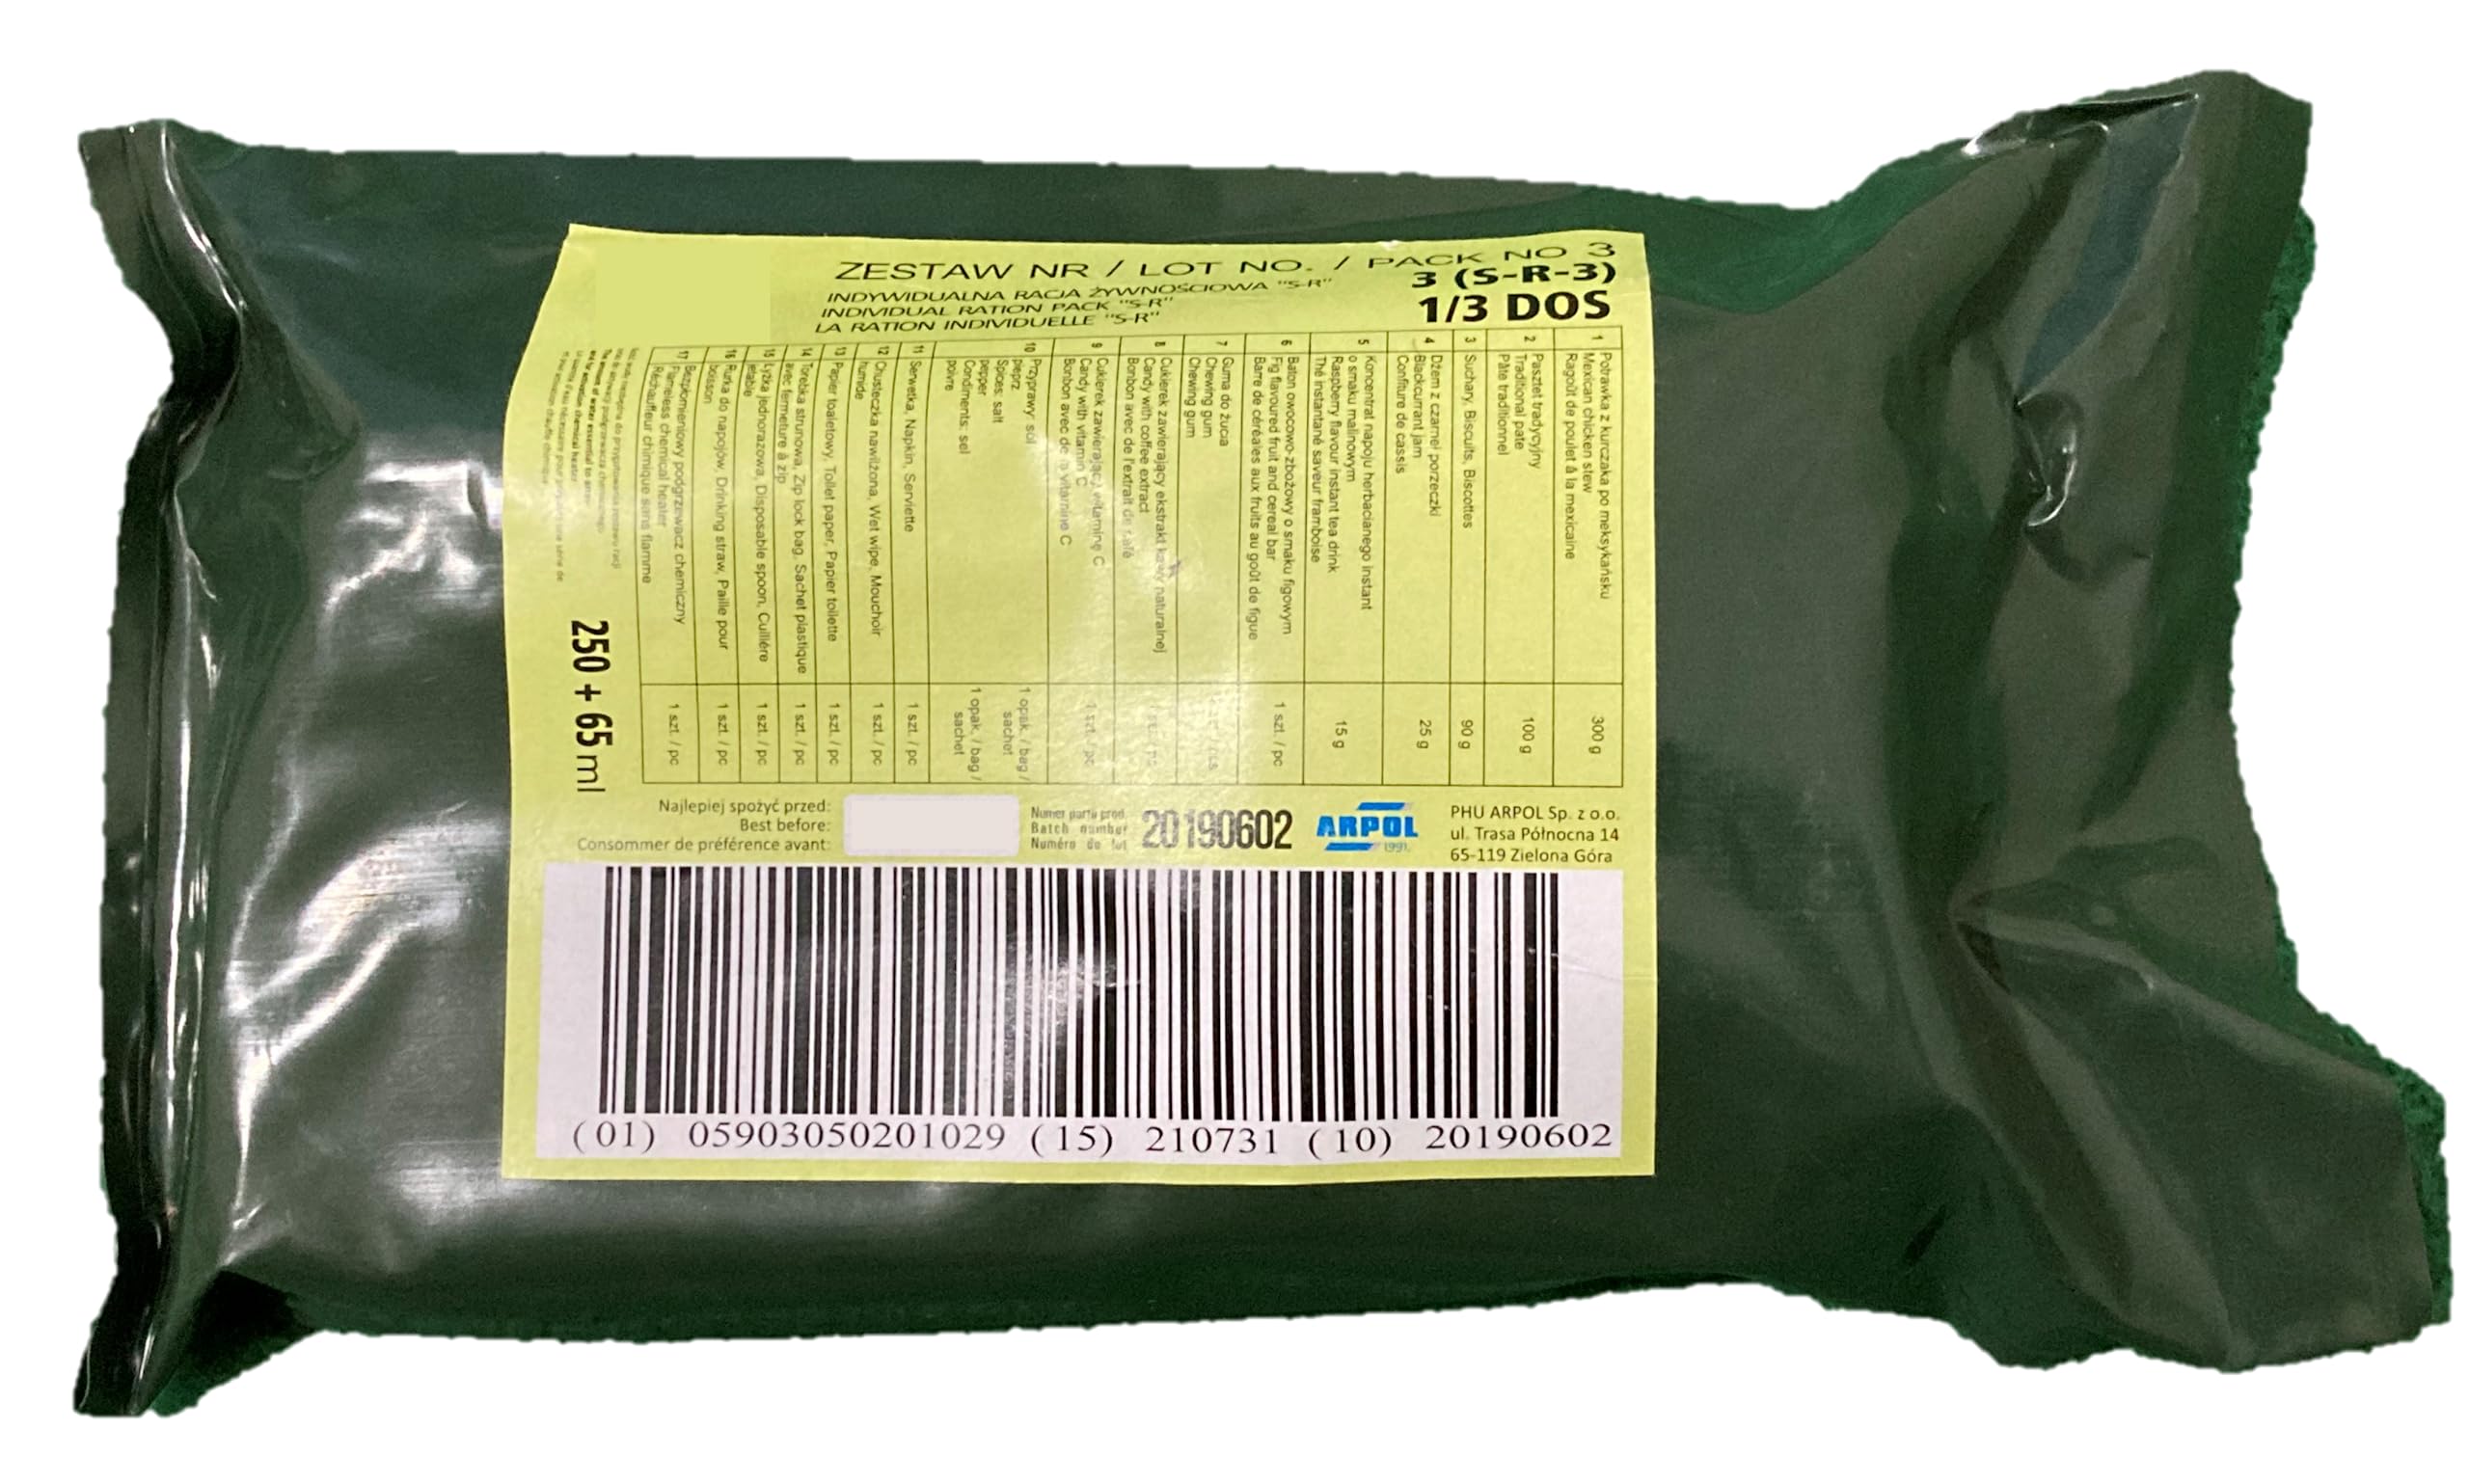 ZESTAW NR / LOT NO. / PACK NO 3
3 (S-R-3)
INDYWIDUALNA RACJA ŻYWNOŚCIOWA "S-R"
INDIVIDUAL RATION PACK "S-R"
LA RATION INDIVIDUELLE "S-R"
1/3 DOS
1 Potrawka z kurczaka po meksykańsku
Mexican chicken stew
Ragoût de poulet à la mexicaine
300 g
2 Pasztet tradycyjny
Traditional pate
Pâte traditionnel
100 g
3 Suchary, Biscuits, Biscottes
90 g
4 Dżem z czarnej porzeczki
Blackcurrant jam
Confiture de cassis
25 g
5 Koncentrat napoju herbacianego instant
o smaku malinowym
Raspberry flavour instant tea drink
Thé instantané saveur framboise
15 g
6 Baton owocowo-zbożowy o smaku figowym
Fig flavoured fruit and cereal bar
Barre de céréales aux fruits au goût de figue
1 szt. / pc
7 Guma do żucia
Chewing gum
Chewing gum
8 Cukierek zawierający ekstrakt kawy naturalnej
Candy with coffee extract
Bonbon avec de l'extrait de café
9 Cukierek zawierający witaminę C
Candy with vitamin C
Bonbon avec de la vitamine C
1 szt. / pc
10 Przyprawy: sól
pieprz
Spices: salt
pepper
Condiments: sel
poivre
1 opak. / bag /
sachet
1 opak. / bag /
sachet
11 Serwetka, Napkin, Serviette
1 szt. / pc
12 Chusteczka nawilżona, Wet wipe, Mouchoir
humide
1 szt. / pc
13 Papier toaletowy, Toilet paper, Papier toilette
1 szt. / pc
14 Torebka strunowa, Zip lock bag, Sachet plastique
avec fermeture à zip
1 szt. / pc
15 Łyżka jednorazowa, Disposable spoon, Cuillère
jetable
1 szt. / pc
16 Rurka do napojów, Drinking straw, Paille pour
boisson
1 szt. / pc
17 Bezpłomieniowy podgrzewacz chemiczny
Flameless chemical heater
Réchauffeur chimique sans flamme
1 szt. / pc
250 + 65 ml
Najlepiej spożyć przed:
Best before:
Consommer de préférence avant:
Numer partii prod.
Batch number
Numéro de lot
20190602
ARPOL
1991
PHU ARPOL Sp. z o.o.
ul. Trasa Północna 14
65-119 Zielona Góra
(01) 05903050201029 (15) 210731 (10) 20190602